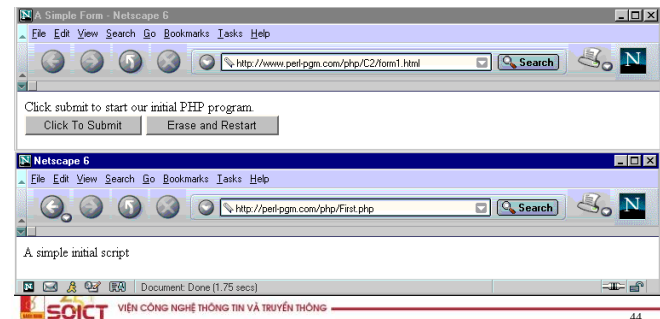 A Simple Form - Netscape 6
File Edit View Search Go Bookmarks Tasks Help
http://www.perl-pgm.com/php/C2/form1.html Search N
Click submit to start our initial PHP program.
Click To Submit Erase and Restart
Netscape 6
File Edit View Search Go Bookmarks Tasks Help
http://perl-pgm.com/php/First.php Search N
A simple initial script
Document: Done (1.75 secs)
SOICT VIỆN CÔNG NGHỆ THÔNG TIN VÀ TRUYỀN THÔNG
44